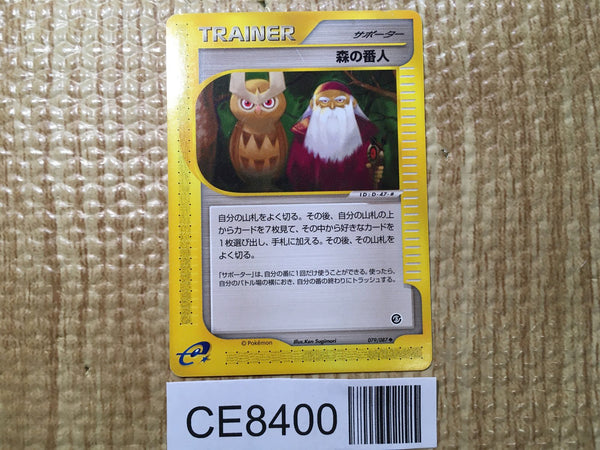 TRAINER サポーター
森の番人
ID:D-47-#
自分の山札をよく切る。その後、自分の山札の上
からカードを7枚見て、その中から好きなカードを
1枚選び出し、手札に加える。その後、その山札を
よく切る。
「サポーター」は、自分の番に1回だけ使うことができる。使ったら、
自分のバトル場の横におき、自分の番の終わりにトラッシュする。
© Pokémon Illus. Ken Sugimori 079/087●
CE8400